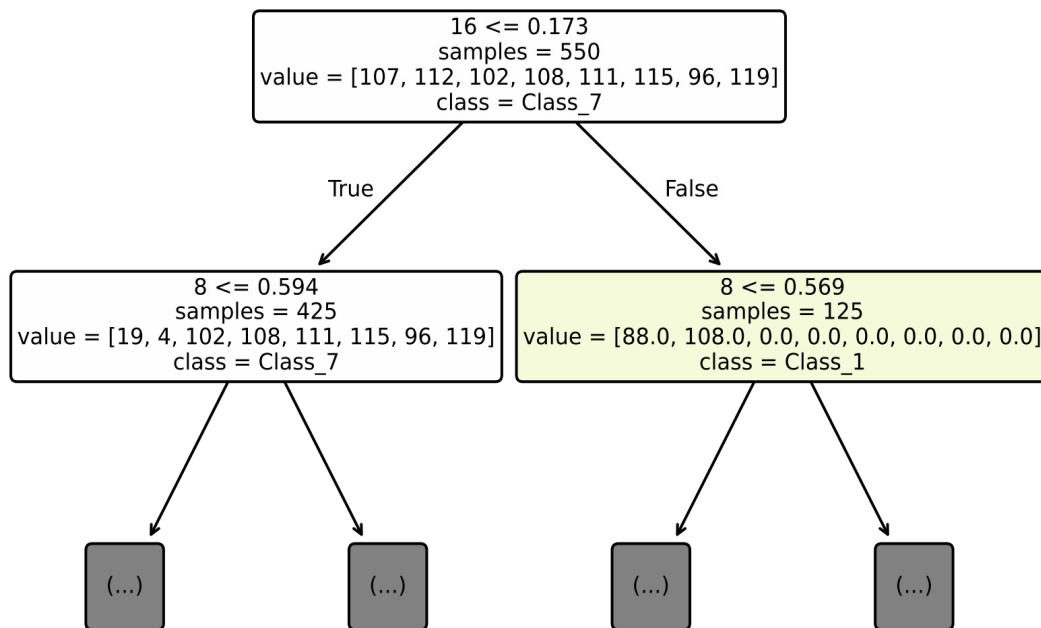 16 <= 0.173
samples = 550
value = [107, 112, 102, 108, 111, 115, 96, 119]
class = Class_7
True
False
8 <= 0.594
samples = 425
value = [19, 4, 102, 108, 111, 115, 96, 119]
class = Class_7
8 <= 0.569
samples = 125
value = [88.0, 108.0, 0.0, 0.0, 0.0, 0.0, 0.0, 0.0]
class = Class_1
(...)
(...)
(...)
(...)